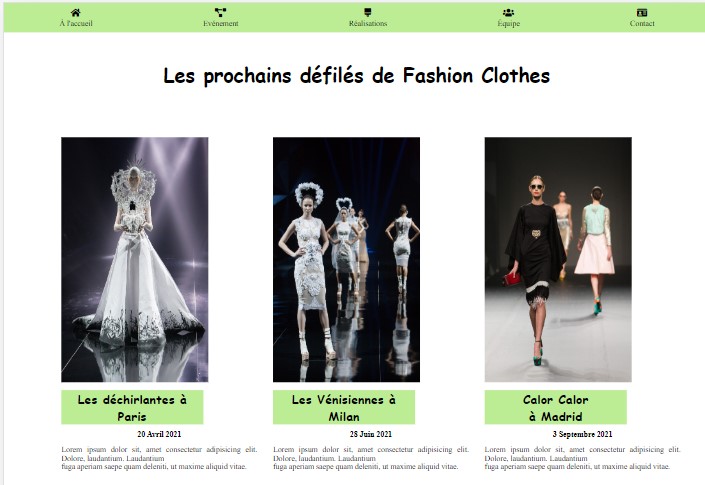 À l'accueil
Evénement
Réalisations
Équipe
Contact
Les prochains défilés de Fashion Clothes
Les déchirlantes à
Paris
20 Avril 2021
Lorem ipsum dolor sit, amet consectetur adipisicing elit.
Dolore, laudantium. Laudantium
fuga aperiam saepe quam deleniti, ut maxime aliquid vitae.
Les Vénisiennes à
Milan
28 Juin 2021
Lorem ipsum dolor sit, amet consectetur adipisicing elit.
Dolore, laudantium. Laudantium
fuga aperiam saepe quam deleniti, ut maxime aliquid vitae.
Calor Calor
à Madrid
3 Septembre 2021
Lorem ipsum dolor sit, amet consectetur adipisicing elit.
Dolore, laudantium. Laudantium
fuga aperiam saepe quam deleniti, ut maxime aliquid vitae.